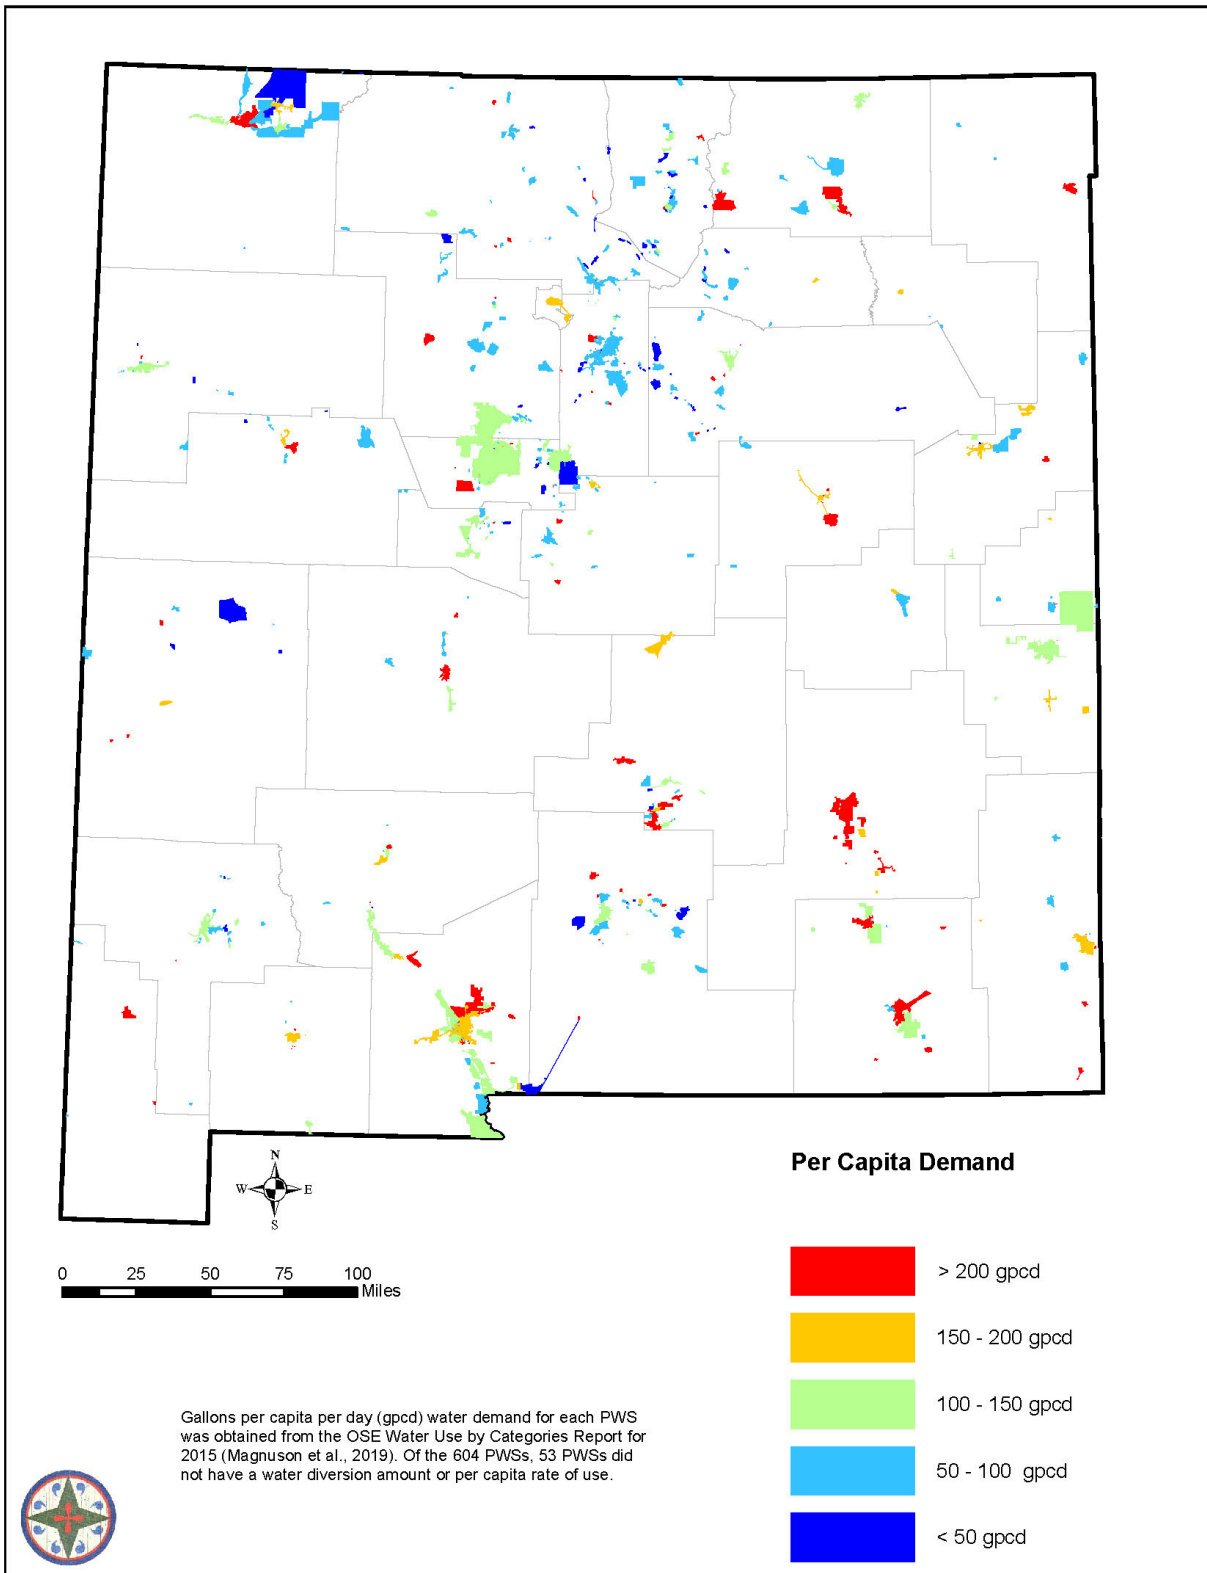 N
W E
S
0 25 50 75 100
Miles
Per Capita Demand
> 200 gpcd
150 - 200 gpcd
100 - 150 gpcd
50 - 100 gpcd
< 50 gpcd
Gallons per capita per day (gpcd) water demand for each PWS
was obtained from the OSE Water Use by Categories Report for
2015 (Magnuson et al., 2019). Of the 604 PWSs, 53 PWSs did
not have a water diversion amount or per capita rate of use.